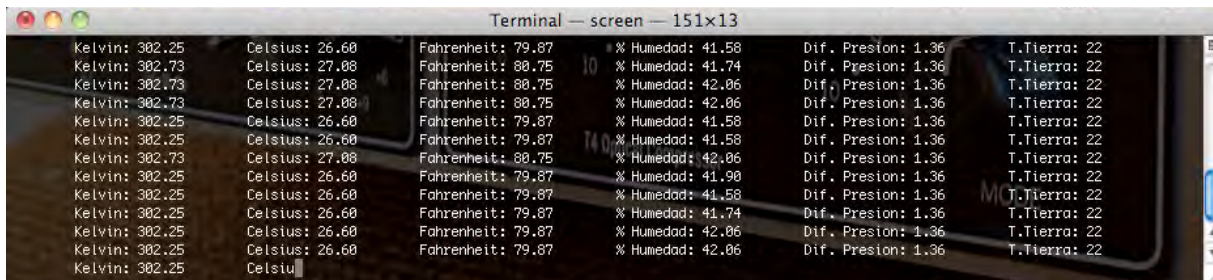 Terminal — screen — 151×13
Kelvin: 302.25 Celsius: 26.60 Fahrenheit: 79.87 % Humedad: 41.58 Dif. Presion: 1.36 T.Tierra: 22
Kelvin: 302.73 Celsius: 27.08 Fahrenheit: 80.75 % Humedad: 41.74 Dif. Presion: 1.36 T.Tierra: 22
Kelvin: 302.73 Celsius: 27.08 Fahrenheit: 80.75 % Humedad: 42.06 Dif. Presion: 1.36 T.Tierra: 22
Kelvin: 302.73 Celsius: 27.08 Fahrenheit: 80.75 % Humedad: 42.06 Dif. Presion: 1.36 T.Tierra: 22
Kelvin: 302.25 Celsius: 26.60 Fahrenheit: 79.87 % Humedad: 41.58 Dif. Presion: 1.36 T.Tierra: 22
Kelvin: 302.25 Celsius: 26.60 Fahrenheit: 79.87 % Humedad: 41.58 Dif. Presion: 1.36 T.Tierra: 22
Kelvin: 302.73 Celsius: 27.08 Fahrenheit: 80.75 % Humedad: 42.06 Dif. Presion: 1.36 T.Tierra: 22
Kelvin: 302.25 Celsius: 26.60 Fahrenheit: 79.87 % Humedad: 41.90 Dif. Presion: 1.36 T.Tierra: 22
Kelvin: 302.25 Celsius: 26.60 Fahrenheit: 79.87 % Humedad: 41.58 Dif. Presion: 1.36 T.Tierra: 22
Kelvin: 302.25 Celsius: 26.60 Fahrenheit: 79.87 % Humedad: 41.74 Dif. Presion: 1.36 T.Tierra: 22
Kelvin: 302.25 Celsius: 26.60 Fahrenheit: 79.87 % Humedad: 42.06 Dif. Presion: 1.36 T.Tierra: 22
Kelvin: 302.25 Celsius: 26.60 Fahrenheit: 79.87 % Humedad: 42.06 Dif. Presion: 1.36 T.Tierra: 22
Kelvin: 302.25 Celsiu